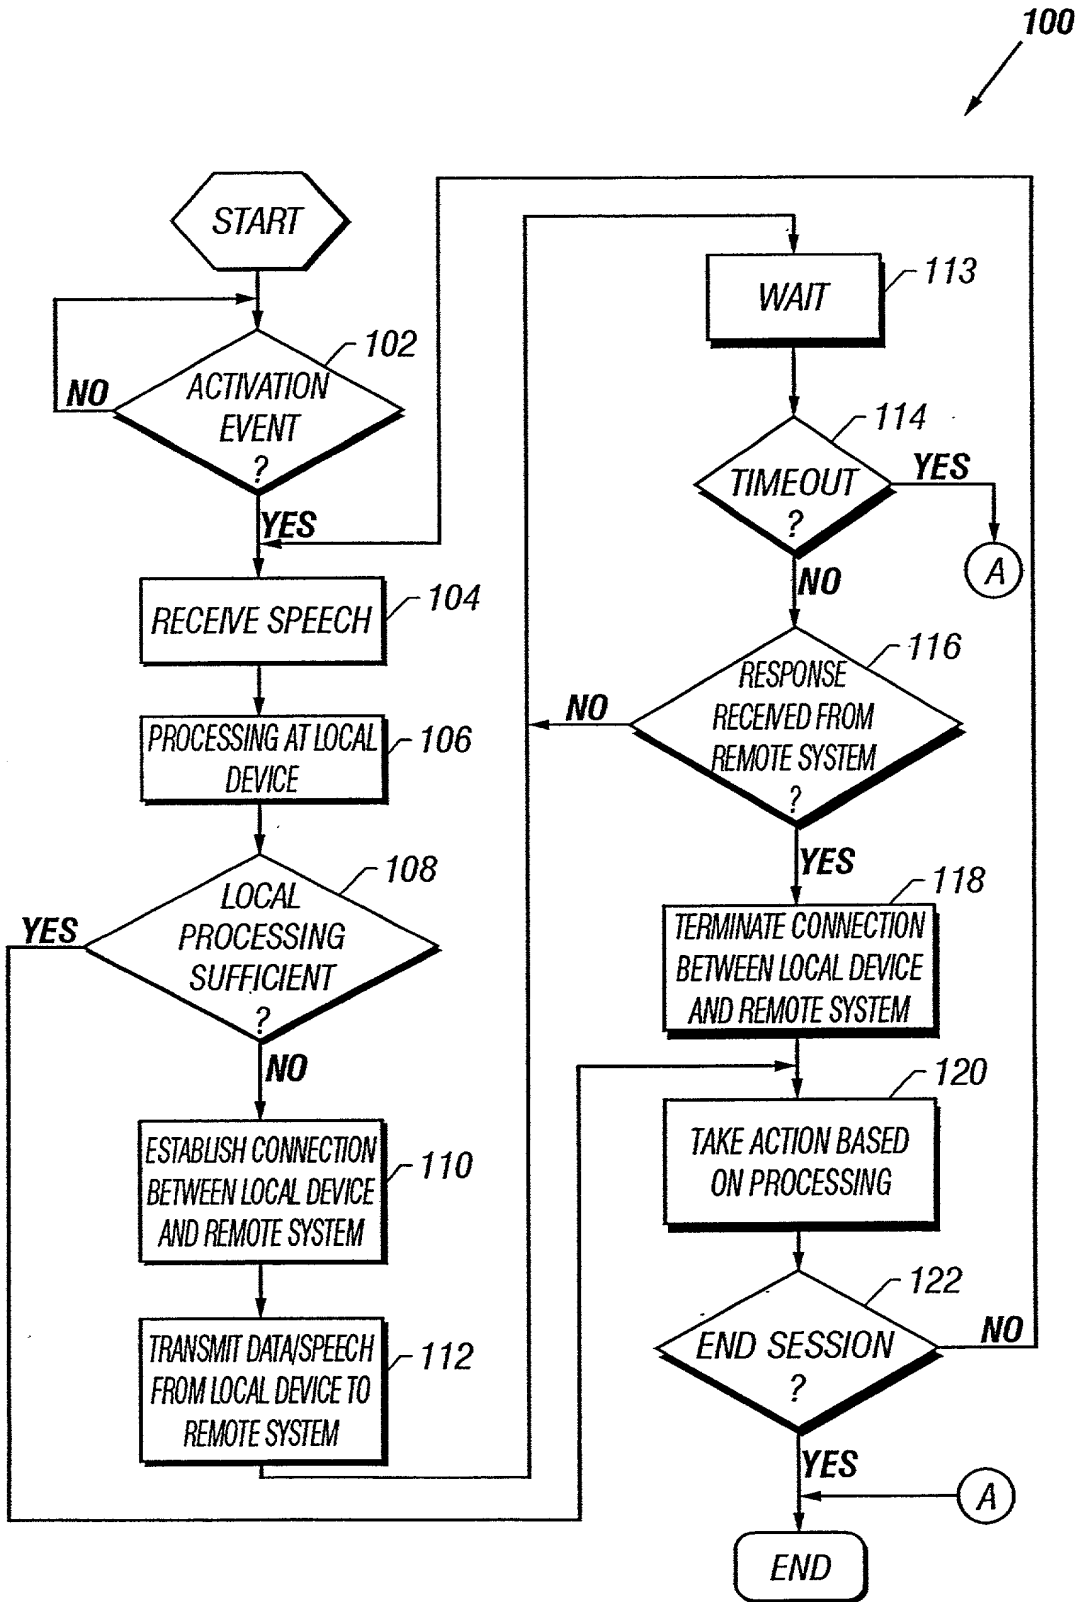 100
START
102
ACTIVATION
EVENT
?
NO
YES
RECEIVE SPEECH
104
PROCESSING AT LOCAL
DEVICE
106
108
LOCAL
PROCESSING
SUFFICIENT
?
YES
NO
ESTABLISH CONNECTION
BETWEEN LOCAL DEVICE
AND REMOTE SYSTEM
110
TRANSMIT DATA/SPEECH
FROM LOCAL DEVICE TO
REMOTE SYSTEM
112
WAIT
113
114
TIMEOUT
?
YES
A
NO
116
RESPONSE
RECEIVED FROM
REMOTE SYSTEM
?
NO
YES
118
TERMINATE CONNECTION
BETWEEN LOCAL DEVICE
AND REMOTE SYSTEM
120
TAKE ACTION BASED
ON PROCESSING
122
END SESSION
?
NO
YES
A
END